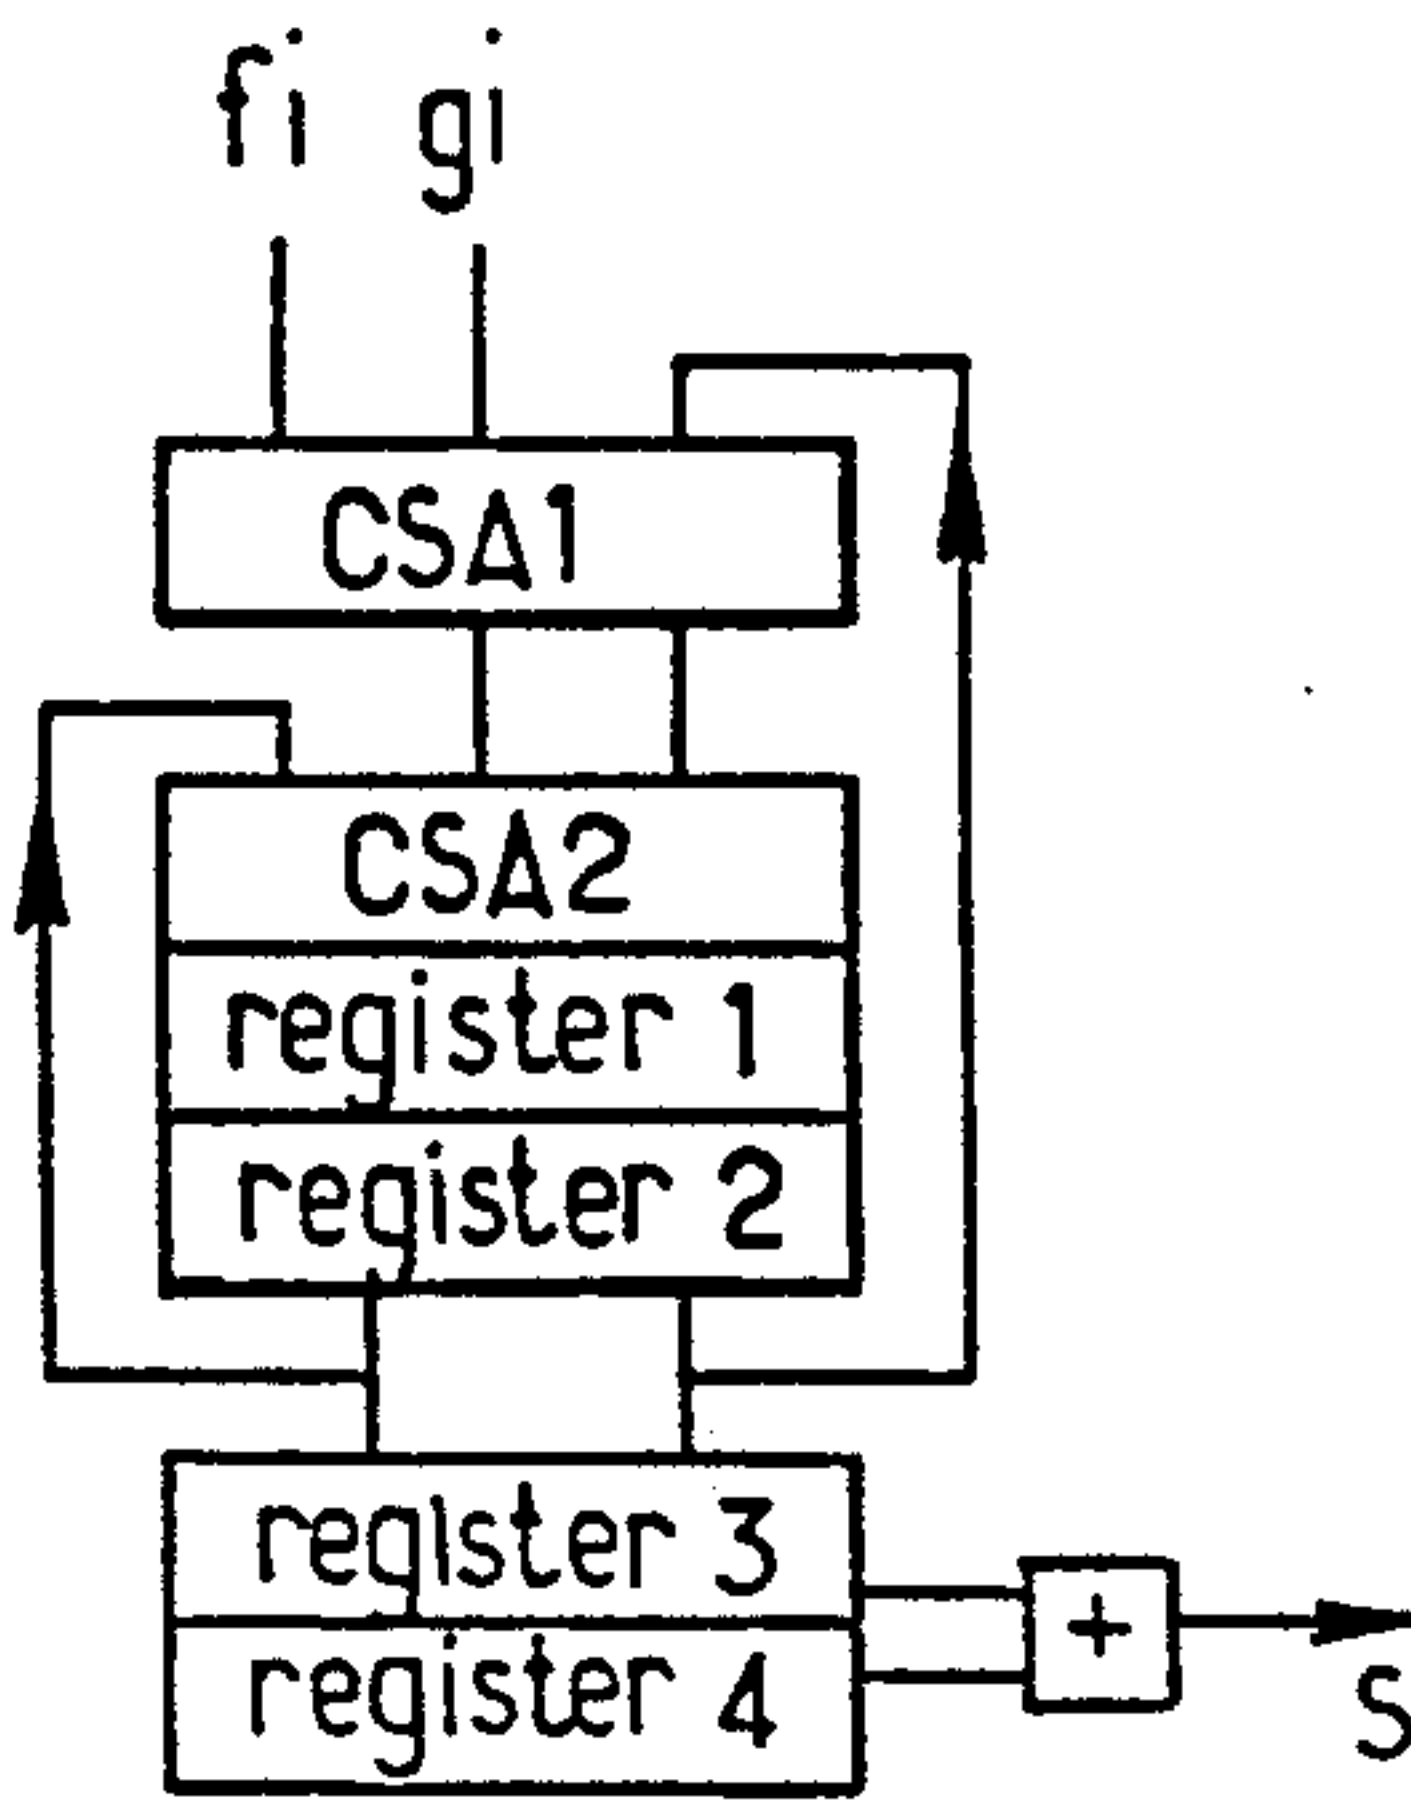 fi gi
CSA1
CSA2
register 1
register 2
register 3
register 4
+
S